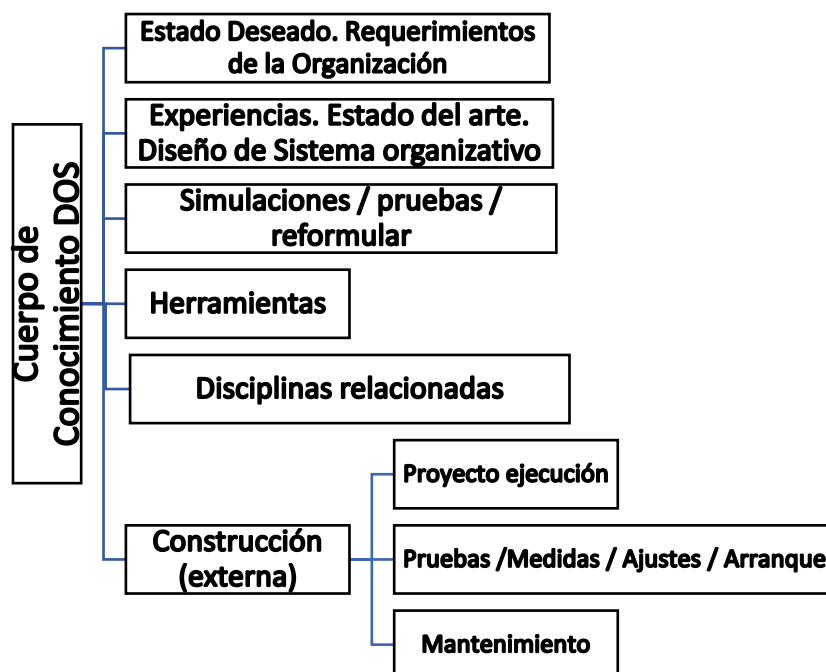 Cuerpo de
Conocimiento DOS
Estado Deseado. Requerimientos
de la Organización
Experiencias. Estado del arte.
Diseño de Sistema organizativo
Simulaciones / pruebas /
reformular
Herramientas
Disciplinas relacionadas
Construcción
(externa)
Proyecto ejecución
Pruebas /Medidas / Ajustes / Arranque
Mantenimiento